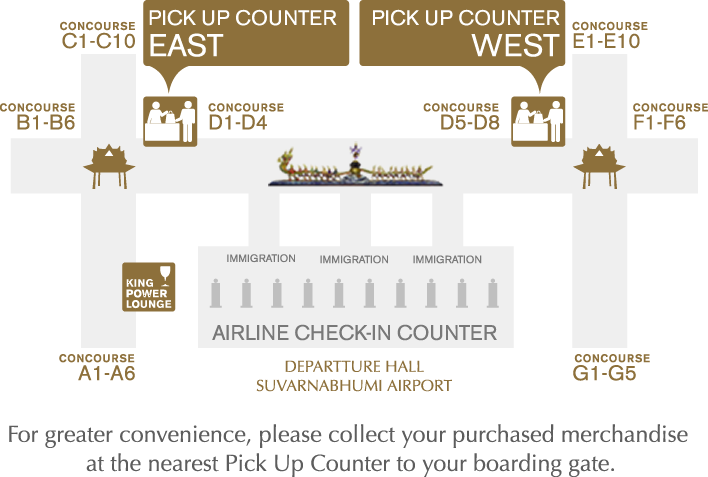 CONCOURSE
C1-C10
PICK UP COUNTER
EAST
PICK UP COUNTER
WEST
CONCOURSE
E1-E10
CONCOURSE
B1-B6
CONCOURSE
D1-D4
CONCOURSE
D5-D8
CONCOURSE
F1-F6
IMMIGRATION
IMMIGRATION
IMMIGRATION
KING
POWER
LOUNGE
AIRLINE CHECK-IN COUNTER
CONCOURSE
A1-A6
DEPARTTURE HALL
SUVARNABHUMI AIRPORT
CONCOURSE
G1-G5
For greater convenience, please collect your purchased merchandise
at the nearest Pick Up Counter to your boarding gate.